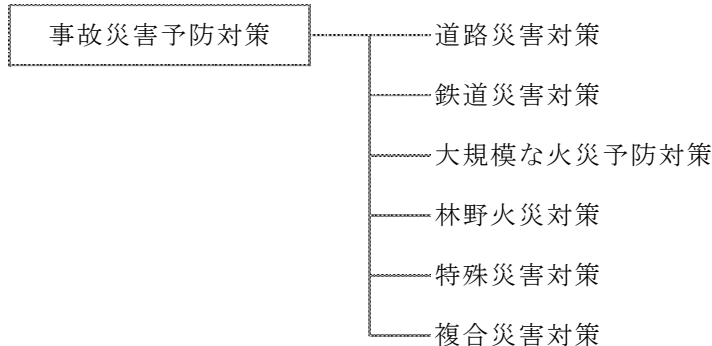 事故災害予防対策
道路災害対策
鉄道災害対策
大規模な火災予防対策
林野火災対策
特殊災害対策
複合災害対策